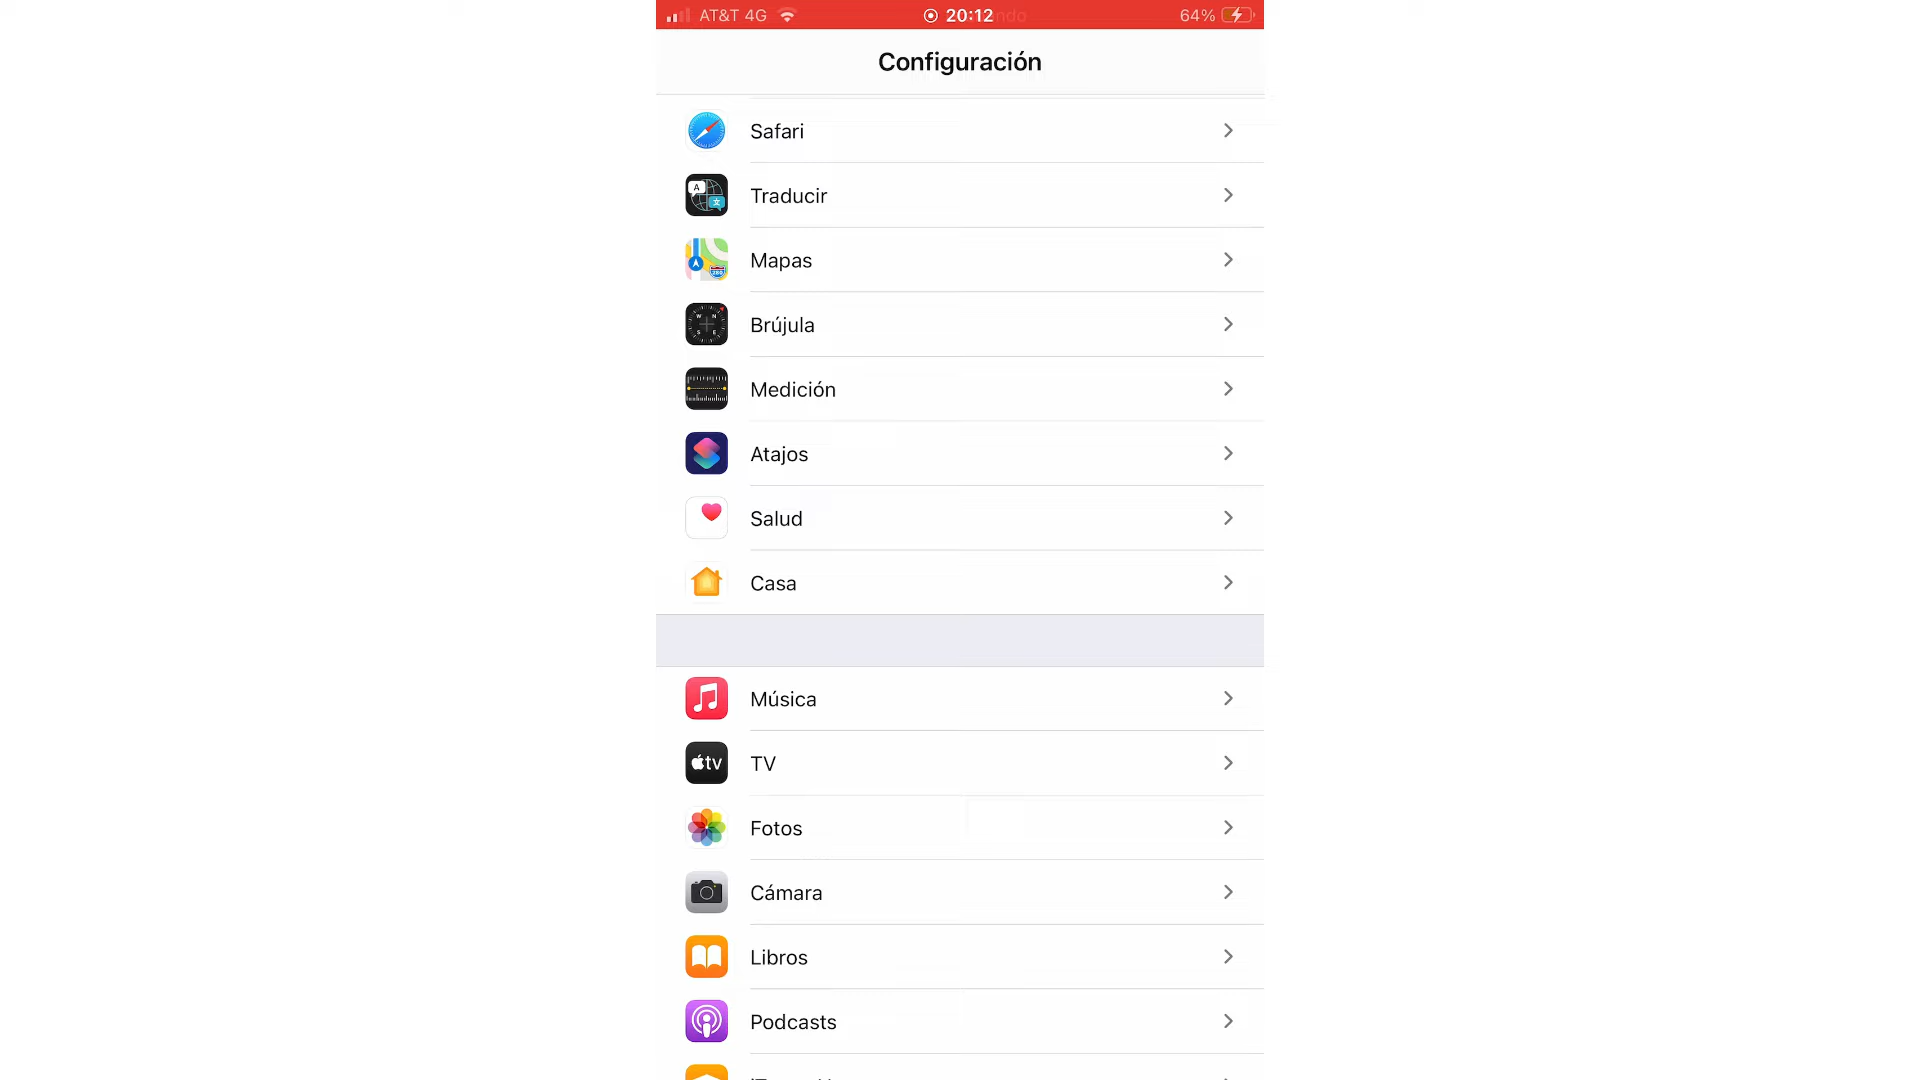 AT&T 4G 20:12 64%
Configuración
Safari
Traducir
Mapas
Brújula
Medición
Atajos
Salud
Casa
Música
tv TV
Fotos
Cámara
Libros
Podcasts